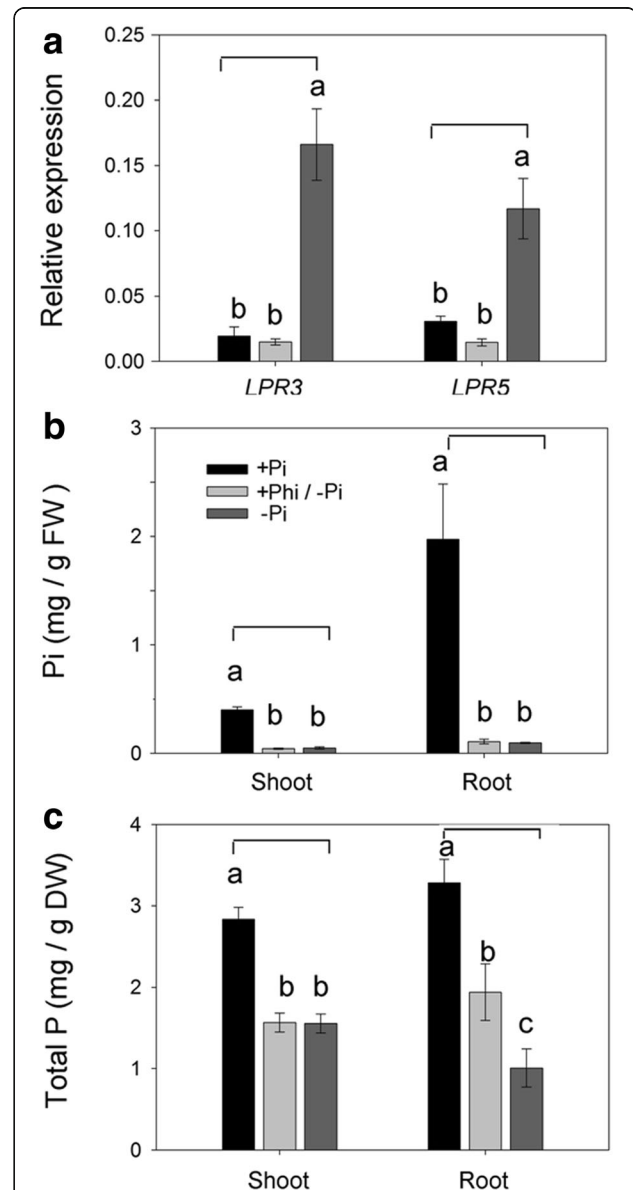 a
Relative expression
0.25
0.20
0.15
0.10
0.05
0.00
b b a
b b a
LPR3 LPR5
b
Pi (mg / g FW )
3
2
1
0
+Pi
+Phi / -Pi
-Pi
a b b
a b b
Shoot Root
c
Total P (mg / g DW)
4
3
2
1
0
a b b
a b c
Shoot Root